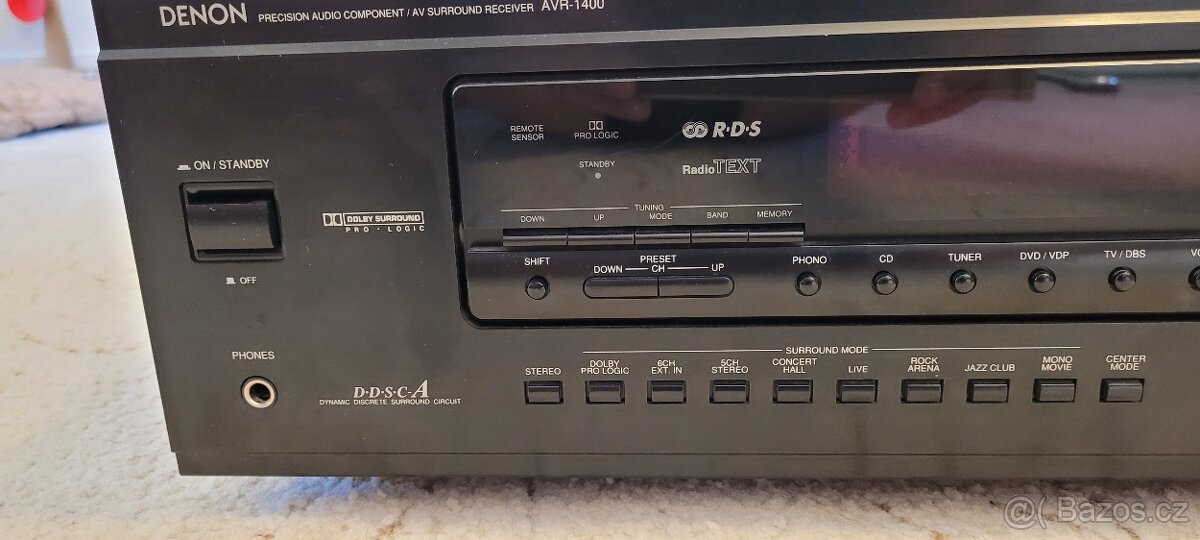 DENON PRECISION AUDIO COMPONENT / AV SURROUND RECEIVER AVR-1400
REMOTE SENSOR
PRO LOGIC
R·D·S
STANDBY
RadioTEXT
ON / STANDBY
DOLBY SURROUND
PRO · LOGIC
OFF
TUNING
DOWN UP MODE BAND MEMORY
SHIFT
PRESET
DOWN CH UP
PHONO CD TUNER DVD / VDP TV / DBS
PHONES
D·D·S·C-A
DYNAMIC DISCRETE SURROUND CIRCUIT
SURROUND MODE
STEREO
DOLBY PRO LOGIC
6CH EXT. IN
5CH STEREO
CONCERT HALL
LIVE
ROCK ARENA
JAZZ CLUB
MONO MOVIE
CENTER MODE
@( Bazos.cz